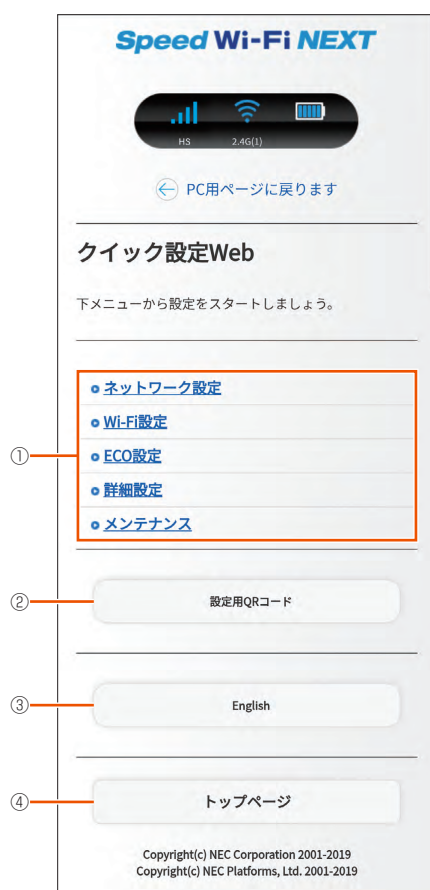 Speed Wi-Fi NEXT
HS 2.4G(1)
PC用ページに戻ります
クイック設定Web
下メニューから設定をスタートしましょう。
① ネットワーク設定
Wi-Fi設定
ECO設定
詳細設定
メンテナンス
② 設定用QRコード
③ English
④ トップページ
Copyright(c) NEC Corporation 2001-2019
Copyright(c) NEC Platforms, Ltd. 2001-2019